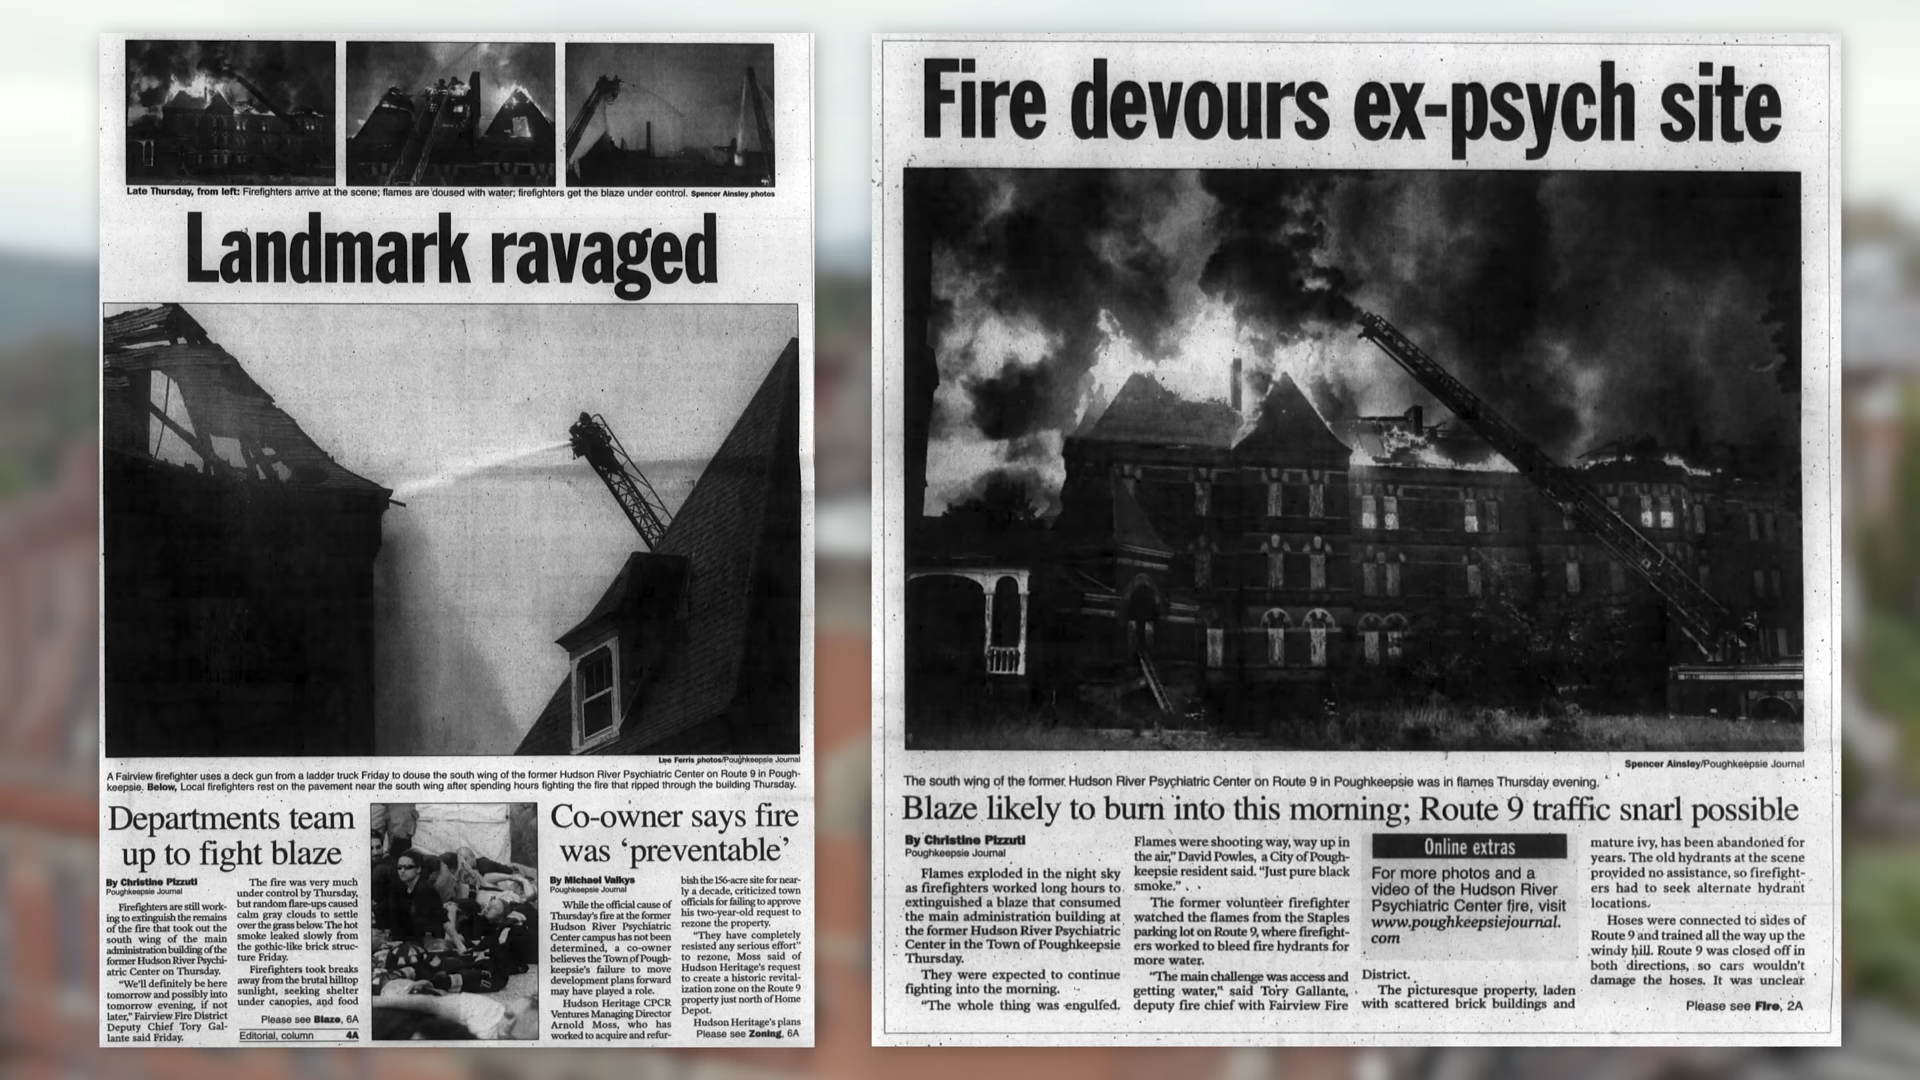 Late Thursday, from left: Firefighters arrive at the scene; flames are doused with water; firefighters get the blaze under control. Spencer Ainsley photos
Landmark ravaged
Lee Ferris photos/Poughkeepsie Journal
A Fairview firefighter uses a deck gun from a ladder truck Friday to douse the south wing of the former Hudson River Psychiatric Center on Route 9 in Pough-
keepsie. Below, Local firefighters rest on the pavement near the south wing after spending hours fighting the fire that ripped through the building Thursday.
Departments team
up to fight blaze
By Christine Pizzuti
Poughkeepsie Journal
Firefighters are still work-
ing to extinguish the remains
of the fire that took out the
south wing of the main
administration building of the
former Hudson River Psychi-
atric Center on Thursday.
"We'll definitely be here
tomorrow and possibly into
tomorrow evening, if not
later," Fairview Fire District
Deputy Chief Tory Gal-
lante said Friday.
The fire was very much
under control by Thursday,
but random flare-ups caused
calm gray clouds to settle
over the grass below. The hot
smoke leaked slowly from
the gothic-like brick struc-
ture Friday.
Firefighters took breaks
away from the brutal hilltop
sunlight, seeking shelter
under canopies, and food
Please see Blaze, 6A
Editorial, column 4A
Co-owner says fire
was 'preventable'
By Michael Valkys
Poughkeepsie Journal
While the official cause of
Thursday's fire at the former
Hudson River Psychiatric
Center campus has not been
determined, a co-owner
believes the Town of Pough-
keepsie's failure to move
development plans forward
may have played a role.
Hudson Heritage CPCR
Ventures Managing Director
Arnold Moss, who has
worked to acquire and refur-
bish the 156-acre site for near-
ly a decade, criticized town
officials for failing to approve
his two-year-old request to
rezone the property.
"They have completely
resisted any serious effort"
to rezone, Moss said of
Hudson Heritage's request
to create a historic revital-
ization zone on the Route 9
property just north of Home
Depot.
Hudson Heritage's plans
Please see Zoning, 6A
Fire devours ex-psych site
Spencer Ainsley/Poughkeepsie Journal
The south wing of the former Hudson River Psychiatric Center on Route 9 in Poughkeepsie was in flames Thursday evening.
Blaze likely to burn into this morning; Route 9 traffic snarl possible
By Christine Pizzuti
Poughkeepsie Journal
Flames exploded in the night sky
as firefighters worked long hours to
extinguished a blaze that consumed
the main administration building at
the former Hudson River Psychiatric
Center in the Town of Poughkeepsie
Thursday.
They were expected to continue
fighting into the morning.
"The whole thing was engulfed.
Flames were shooting way, way up in
the air," David Powles, a City of Pough-
keepsie resident said. "Just pure black
smoke."
The former volunteer firefighter
watched the flames from the Staples
parking lot on Route 9, where firefight-
ers worked to bleed fire hydrants for
more water.
"The main challenge was access and
getting water," said Tory Gallante,
deputy fire chief with Fairview Fire
Online extras
For more photos and a
video of the Hudson River
Psychiatric Center fire, visit
www.poughkeepsiejournal.
com
District.
The picturesque property, laden
with scattered brick buildings and
mature ivy, has been abandoned for
years. The old hydrants at the scene
provided no assistance, so firefight-
ers had to seek alternate hydrant
locations.
Hoses were connected to sides of
Route 9 and trained all the way up the
windy hill. Route 9 was closed off in
both directions, so cars wouldn't
damage the hoses. It was unclear
Please see Fire, 2A